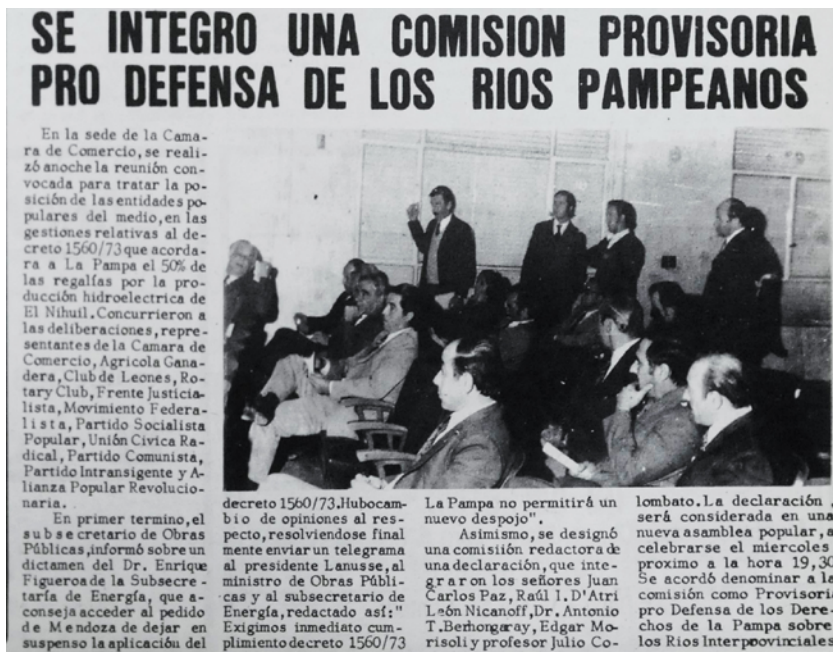 SE INTEGRO UNA COMISION PROVISORIA
PRO DEFENSA DE LOS RIOS PAMPEANOS
En la sede de la Cama-
ra de Comercio, se reali-
zó anoche la reunión con-
vocada para tratar la po-
sición de las entidades po-
pulares del medio, en las
gestiones relativas al de-
creto 1560/73 que acorda-
ra a La Pampa el 50% de
las regalías por la pro-
ducción hidroelectrica de
El Nihuil. Concurrieron a
las deliberaciones, repre-
sentantes de la Camara de
Comercio, Agricola Gana-
dera, Club de Leones, Ro-
tary Club, Frente Justicia-
lista, Movimiento Federa-
lista, Partido Socialista
Popular, Unión Civica Ra-
dical, Partido Comunista,
Partido Intransigente y A-
lianza Popular Revolucio-
naria.
En primer termino, el
subsecretario de Obras
Públicas, informó sobre un
dictamen del Dr. Enrique
Figueroa de la Subsecre-
taría de Energía, que a-
conseja acceder al pedido
de Mendoza de dejar en
suspenso la aplicación del
decreto 1560/73. Hubo cam-
bio de opiniones al res-
pecto, resolviendose final
mente enviar un telegrama
al presidente Lanusse, al
ministro de Obras Públi-
cas y al subsecretario de
Energía, redactado así: "
Exigimos inmediato cum-
plimiento decreto 1560/73
La Pampa no permitirá un
nuevo despojo".
Asimismo, se designó
una comisiión redactora de
una declaración, que inte-
graron los señores Juan
Carlos Paz, Raúl I. D'Atri
León Nicanoff, Dr. Antonio
T. Berhongaray, Edgar Mo-
risoli y profesor Julio Co-
lombato. La declaración,
será considerada en una
nueva asamblea popular, a
celebrarse el miercoles
proximo a la hora 19,30
Se acordó denominar a la
comisión como Provisoria
pro Defensa de los Dere-
chos de la Pampa sobre
los Rios Interpoovinciales